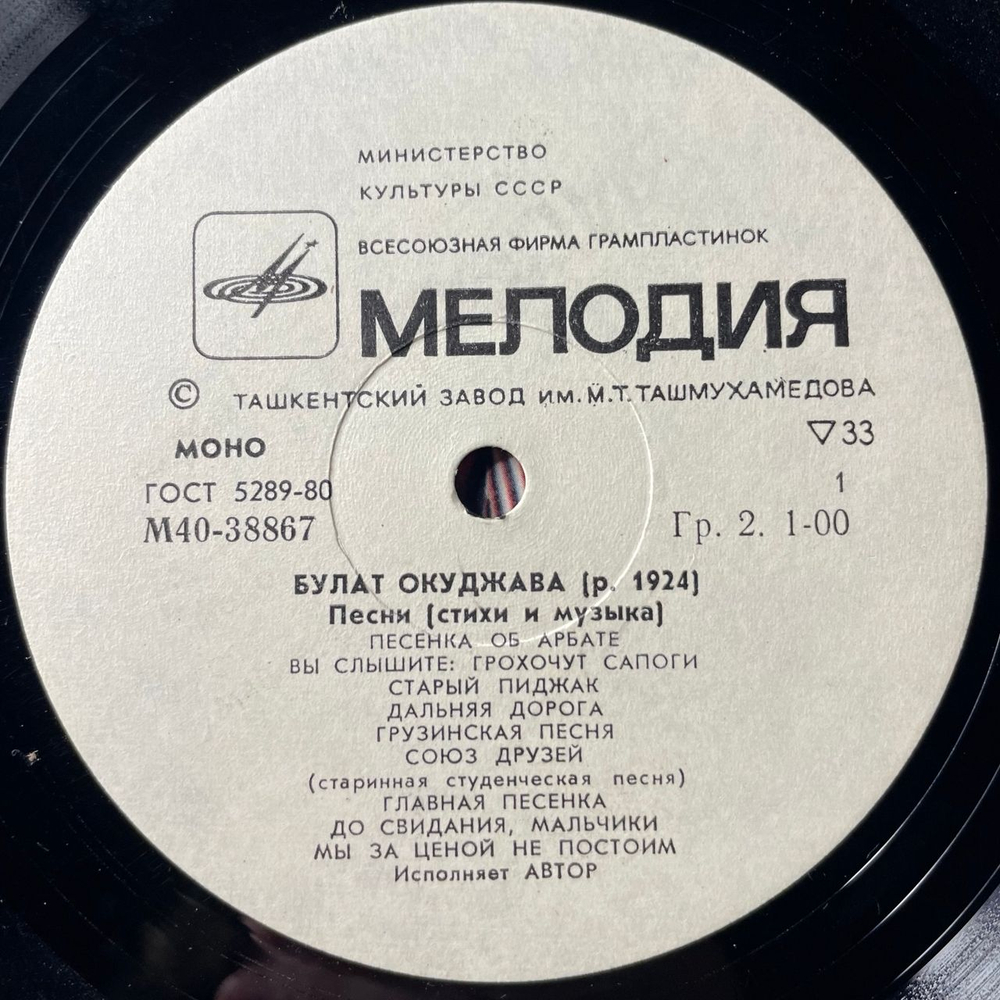 МИНИСТЕРСТВО
КУЛЬТУРЫ СССР
ВСЕСОЮЗНАЯ ФИРМА ГРАМПЛАСТИНОК
МЕЛОДИЯ
© ТАШКЕНТСКИЙ ЗАВОД ИМ. М.Т. ТАШМУХАМЕДОВА
МОНО ▽33
ГОСТ 5289-80 1
М40-38867 Гр. 2. 1-00
БУЛАТ ОКУДЖАВА (р. 1924)
Песни (стихи и музыка)
ПЕСЕНКА ОБ АРБАТЕ
ВЫ СЛЫШИТЕ: ГРОХОЧУТ САПОГИ
СТАРЫЙ ПИДЖАК
ДАЛЬНЯЯ ДОРОГА
ГРУЗИНСКАЯ ПЕСНЯ
СОЮЗ ДРУЗЕЙ
(старинная студенческая песня)
ГЛАВНАЯ ПЕСЕНКА
ДО СВИДАНИЯ, МАЛЬЧИКИ
МЫ ЗА ЦЕНОЙ НЕ ПОСТОИМ
Исполняет АВТОР